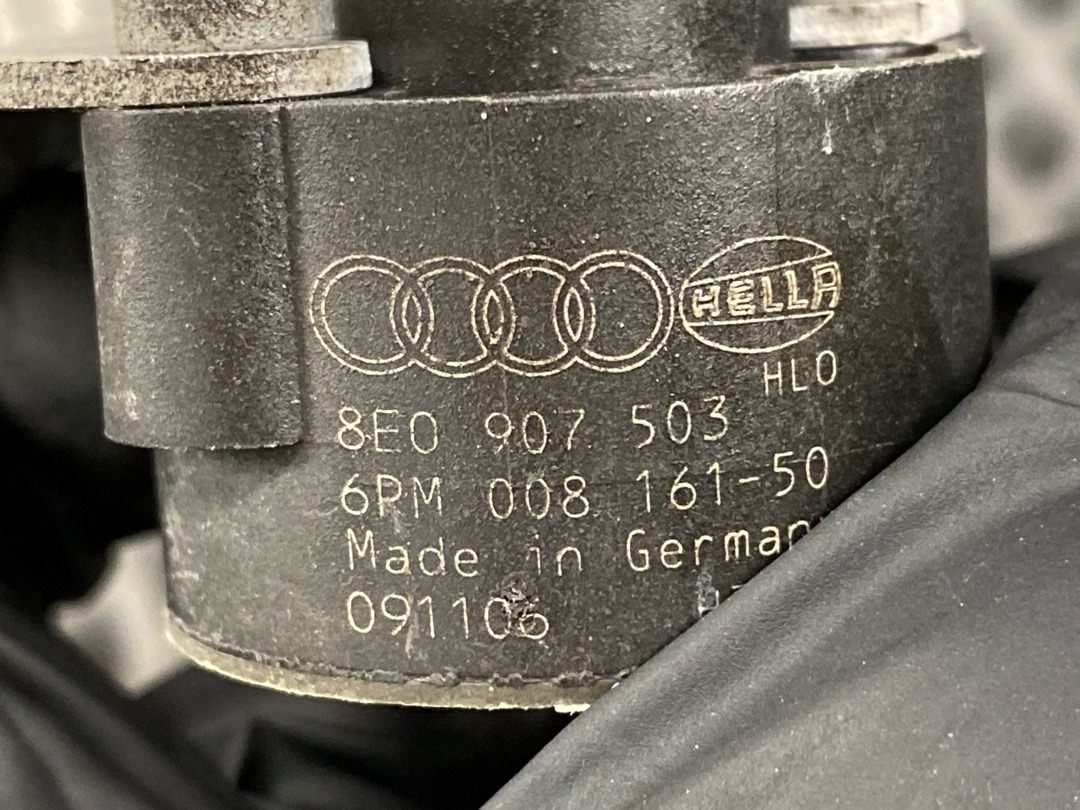 HELLA
HLO
8E0 907 503
6PM 008 161-50
Made in German
091106